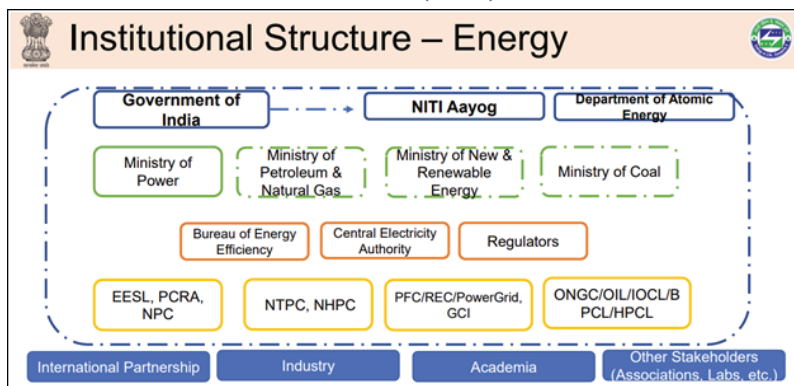 Institutional Structure – Energy
Government of
India
NITI Aayog
Department of Atomic
Energy
Ministry of
Power
Ministry of
Petroleum &
Natural Gas
Ministry of New &
Renewable
Energy
Ministry of Coal
Bureau of Energy
Efficiency
Central Electricity
Authority
Regulators
EESL, PCRA,
NPC
NTPC, NHPC
PFC/REC/PowerGrid,
GCI
ONGC/OIL/IOCL/B
PCL/HPCL
International Partnership
Industry
Academia
Other Stakeholders
(Associations, Labs, etc.)